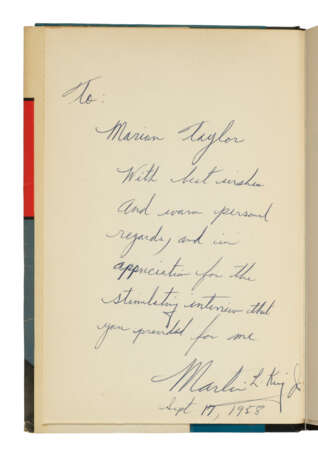 To:
Marion Taylor
With best wishes
And warm personal
regards, and in
appreciation for the
stimulating interview that
you provided for me
Martin L King Jr
Sept 17, 1958